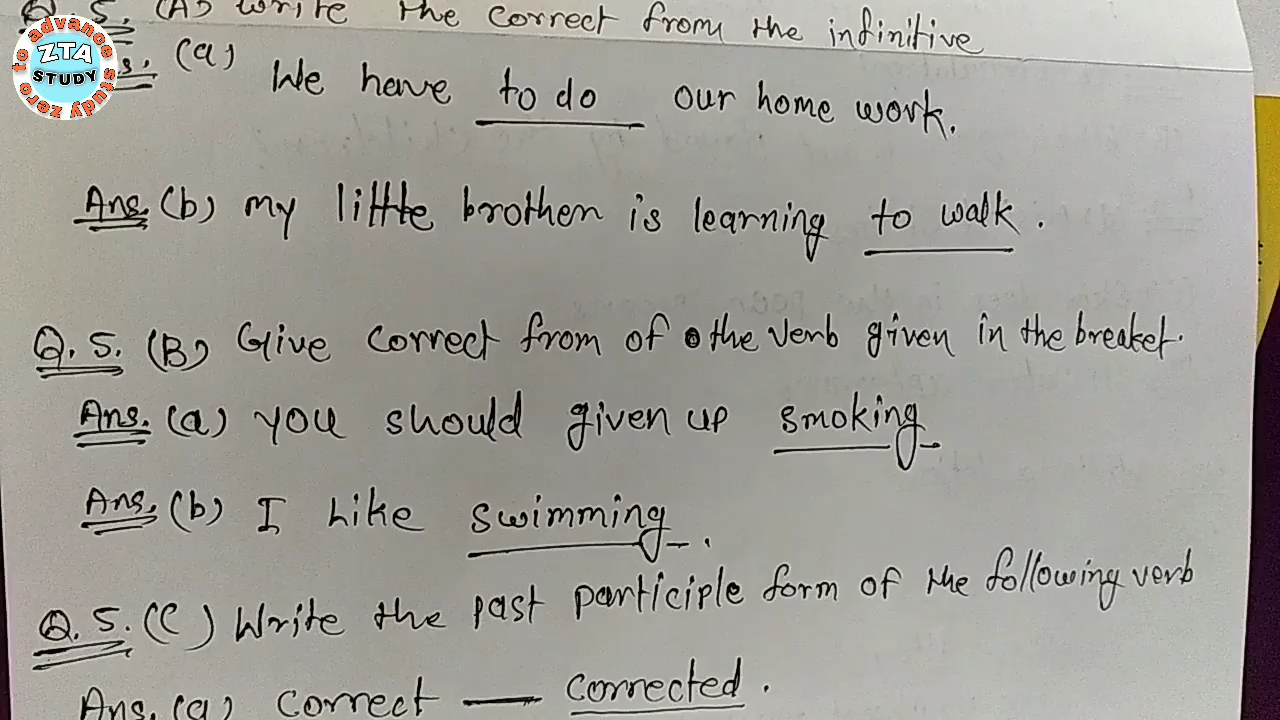 Q. 5. (A) Write the correct from the infinitive
zero to advance study
ZTA
STUDY
Ans. (a) We have to do our home work.
Ans. (b) my little brother is learning to walk.
Q. 5. (B) Give correct from of the verb given in the breaket.
Ans. (a) you should given up smoking
Ans. (b) I like swimming.
Q. 5. (C) Write the past participle form of the following verb
Ans. (a) correct — corrected.